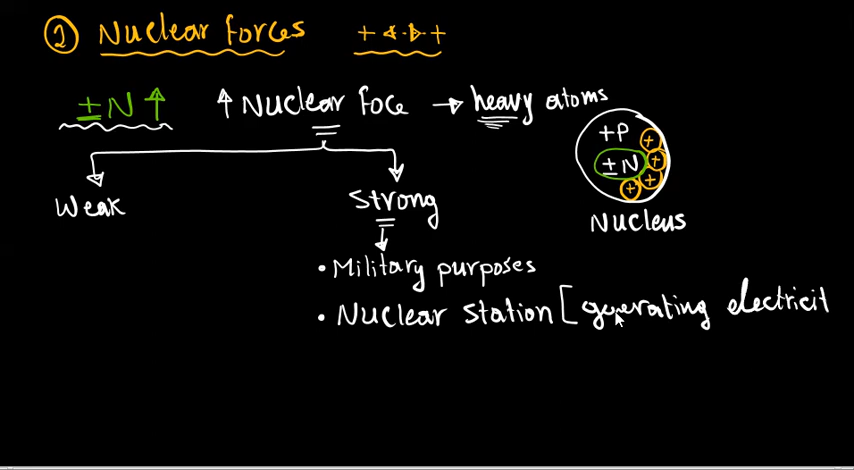 ② Nuclear forces + ◁·▷ +
±N ↑ ↑ Nuclear foce → heavy atoms
+P
±N
+ + + +
Nucleus
Weak Strong
• Military purposes
• Nuclear station [generating electricit